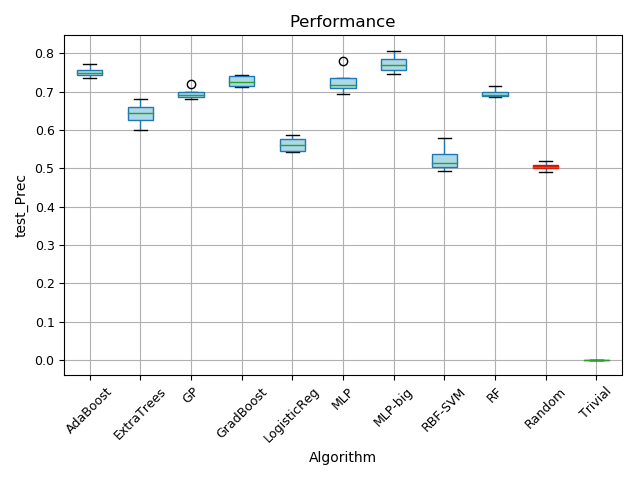 Performance
test_Prec
0.8
0.7
0.6
0.5
0.4
0.3
0.2
0.1
0.0
AdaBoost
ExtraTrees
GP
GradBoost
LogisticReg
MLP
MLP-big
RBF-SVM
RF
Random
Trivial
Algorithm